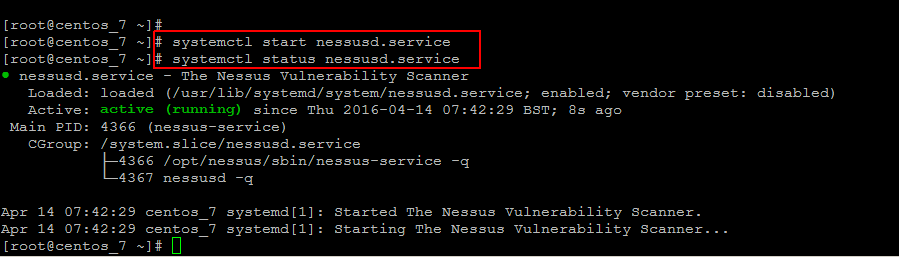 [root@centos_7 ~]#
[root@centos_7 ~]# systemctl start nessusd.service
[root@centos_7 ~]# systemctl status nessusd.service
● nessusd.service - The Nessus Vulnerability Scanner
   Loaded: loaded (/usr/lib/systemd/system/nessusd.service; enabled; vendor preset: disabled)
   Active: active (running) since Thu 2016-04-14 07:42:29 BST; 8s ago
 Main PID: 4366 (nessus-service)
   CGroup: /system.slice/nessusd.service
           ├─4366 /opt/nessus/sbin/nessus-service -q
           └─4367 nessusd -q

Apr 14 07:42:29 centos_7 systemd[1]: Started The Nessus Vulnerability Scanner.
Apr 14 07:42:29 centos_7 systemd[1]: Starting The Nessus Vulnerability Scanner...
[root@centos_7 ~]#